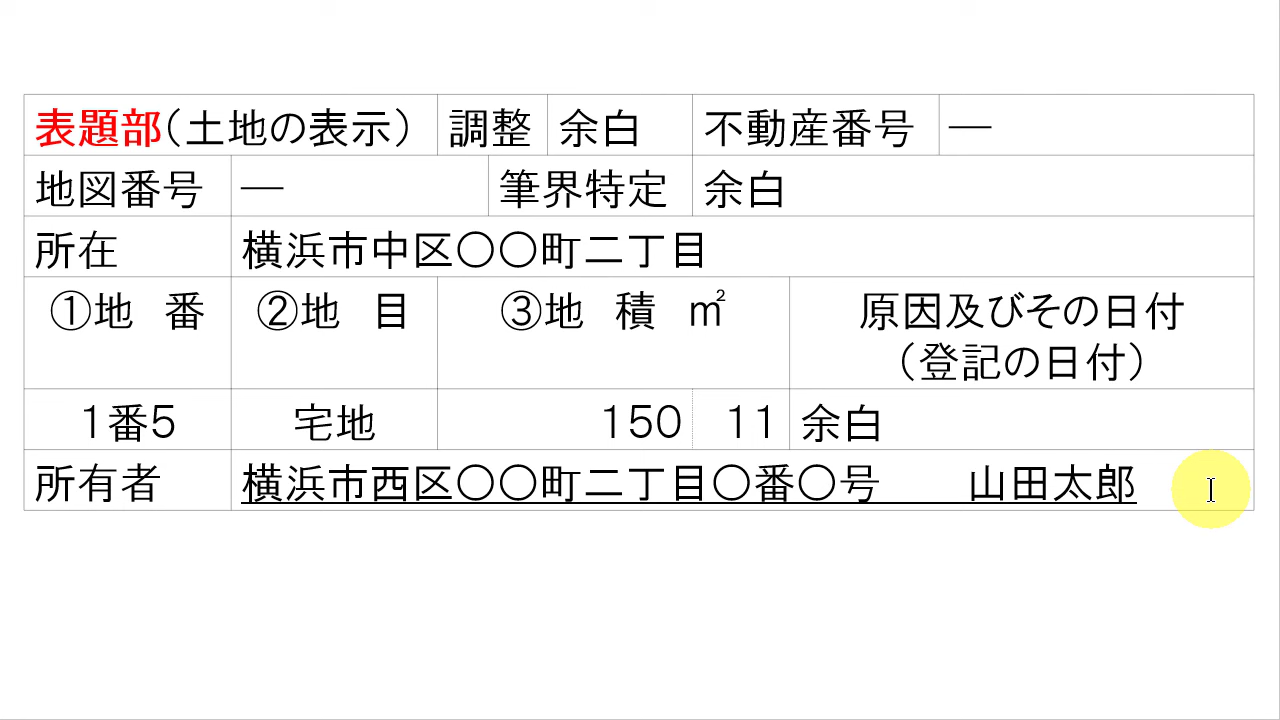 表題部(土地の表示) 調整 余白 不動産番号 ―
地図番号 ― 筆界特定 余白
所在 横浜市中区〇〇町二丁目
①地 番 ②地 目 ③地 積 ㎡ 原因及びその日付
(登記の日付)
1番5 宅地 150 11 余白
所有者 横浜市西区〇〇町二丁目〇番〇号 山田太郎